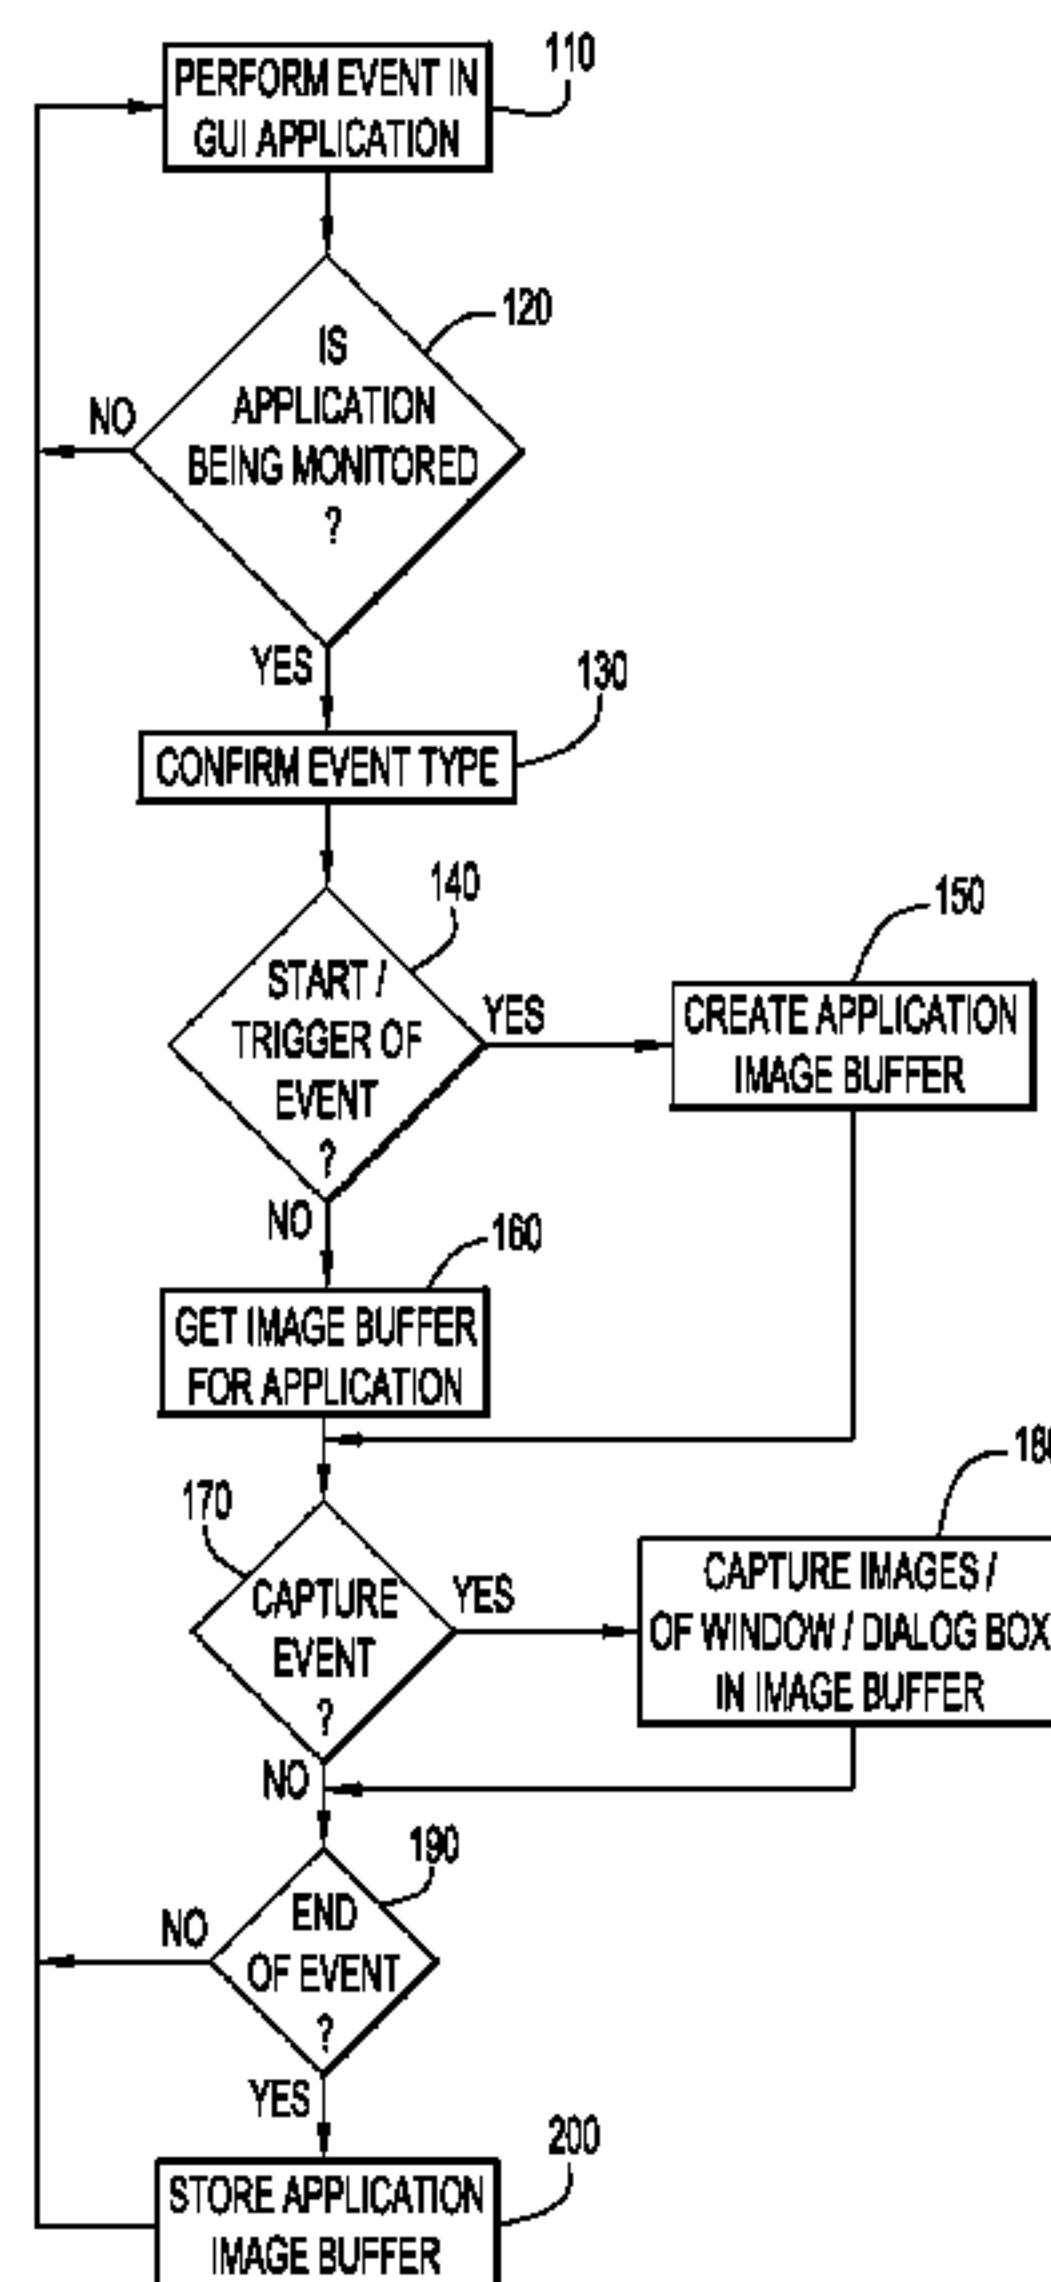 110
PERFORM EVENT IN
GUI APPLICATION
120
IS
APPLICATION
BEING MONITORED
?
NO
YES
130
CONFIRM EVENT TYPE
140
START /
TRIGGER OF
EVENT
?
YES
150
CREATE APPLICATION
IMAGE BUFFER
NO
160
GET IMAGE BUFFER
FOR APPLICATION
170
CAPTURE
EVENT
?
YES
180
CAPTURE IMAGES /
OF WINDOW / DIALOG BOX
IN IMAGE BUFFER
NO
190
END
OF EVENT
?
NO
YES
200
STORE APPLICATION
IMAGE BUFFER